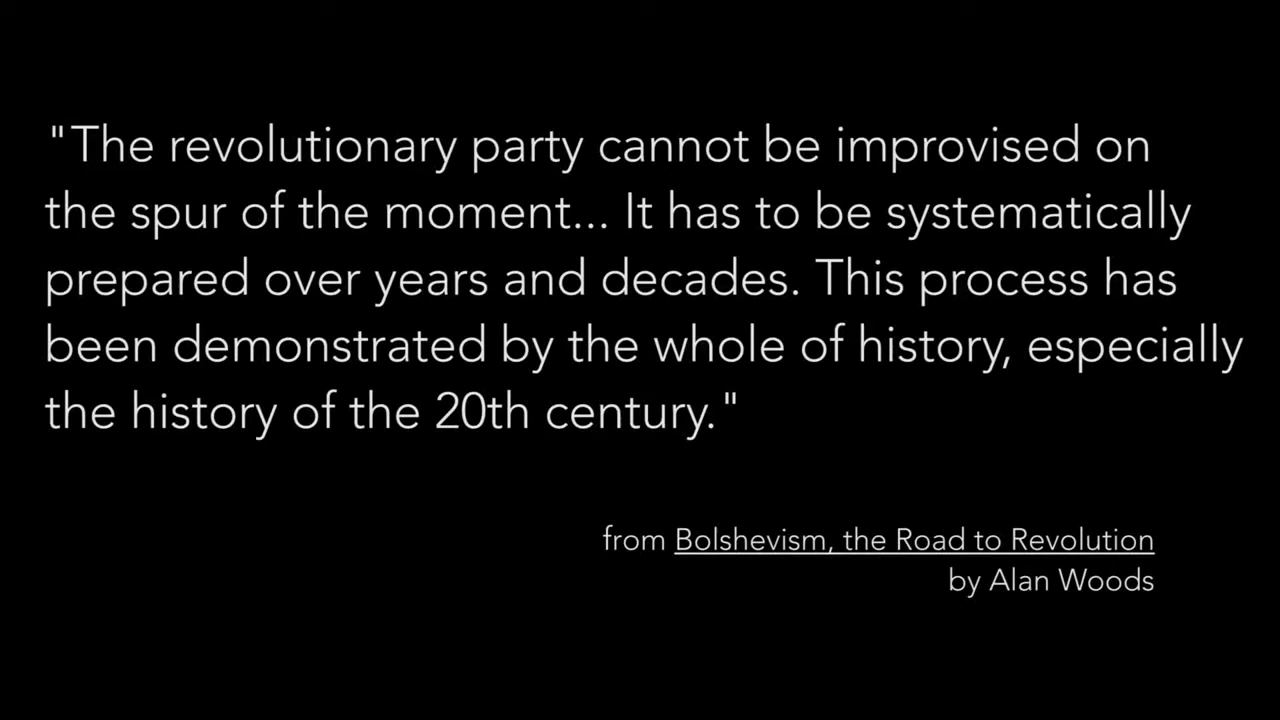 "The revolutionary party cannot be improvised on
the spur of the moment... It has to be systematically
prepared over years and decades. This process has
been demonstrated by the whole of history, especially
the history of the 20th century."
from Bolshevism, the Road to Revolution
by Alan Woods